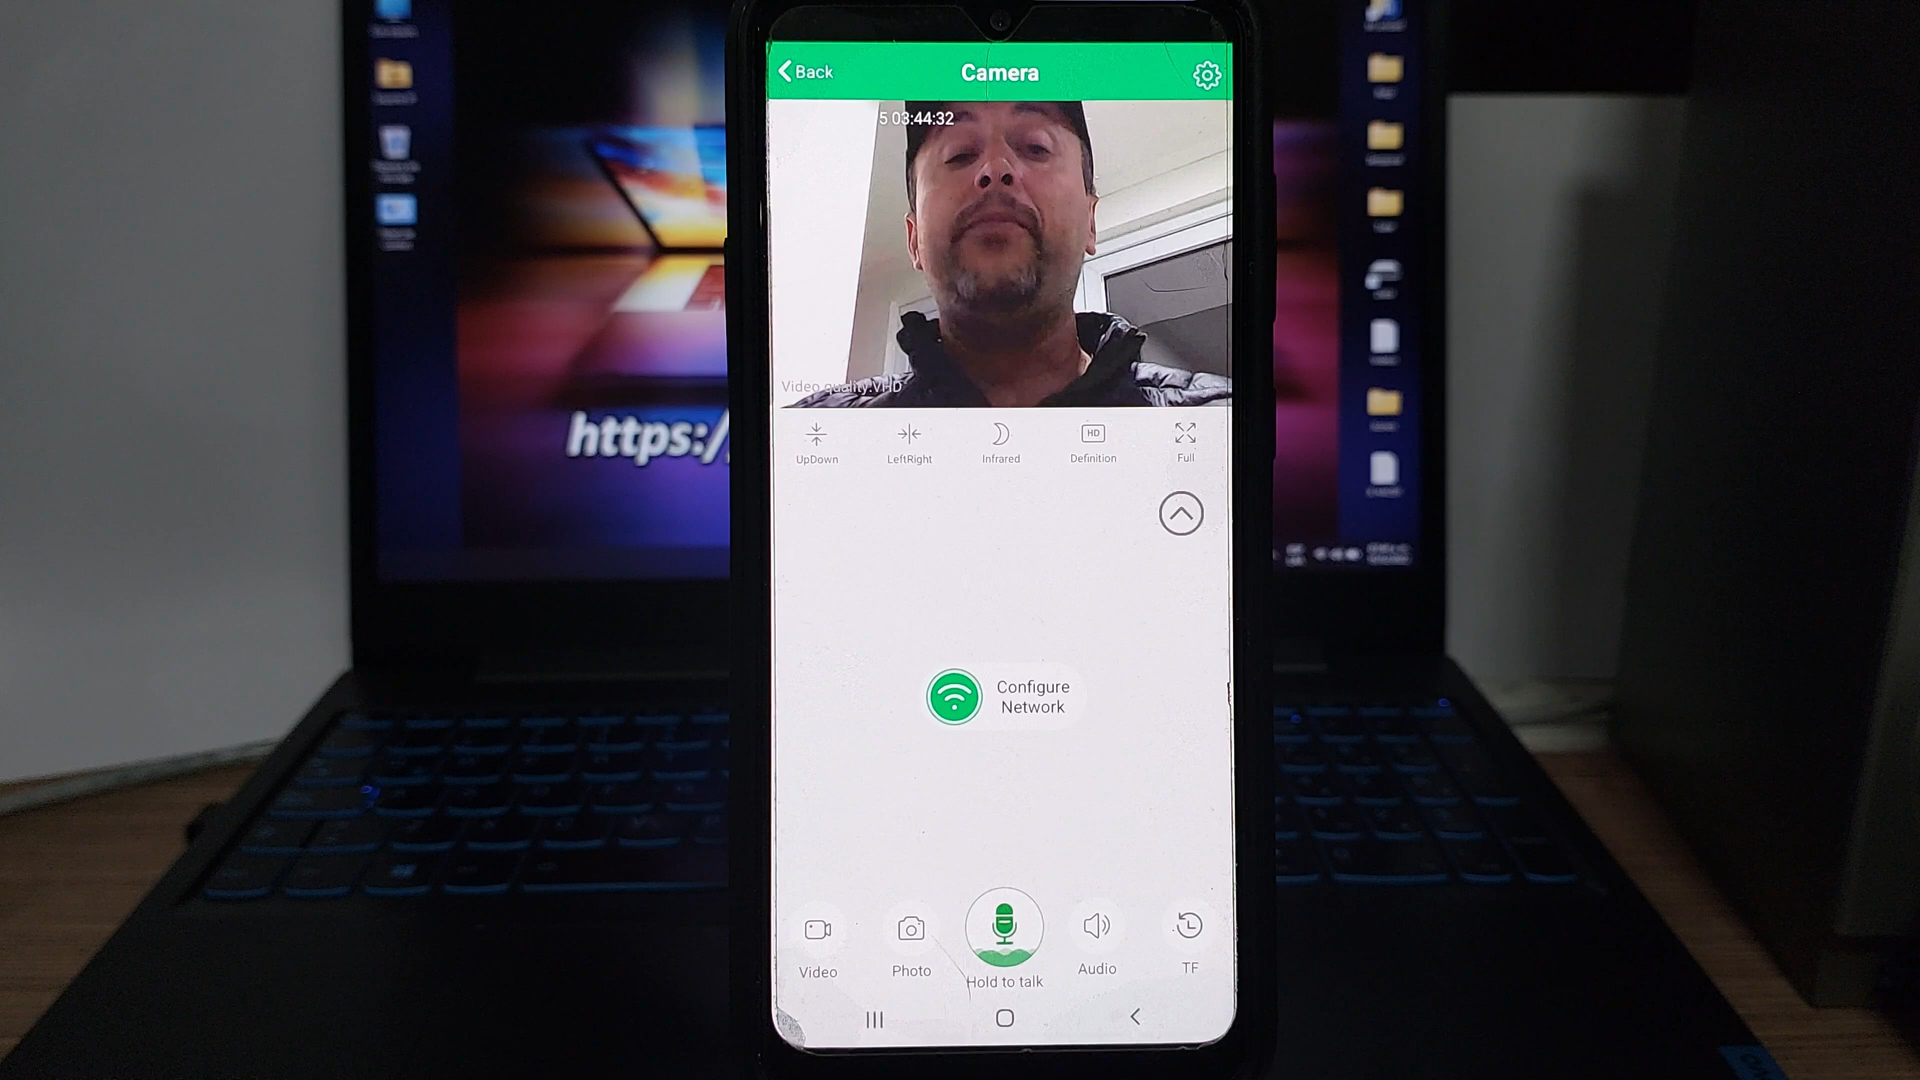 Back
Camera
5 03:44:32
Video quality:VHD
UpDown
LeftRight
Infrared
HD
Definition
Full
https:/
Configure
Network
Video
Photo
Hold to talk
Audio
TF